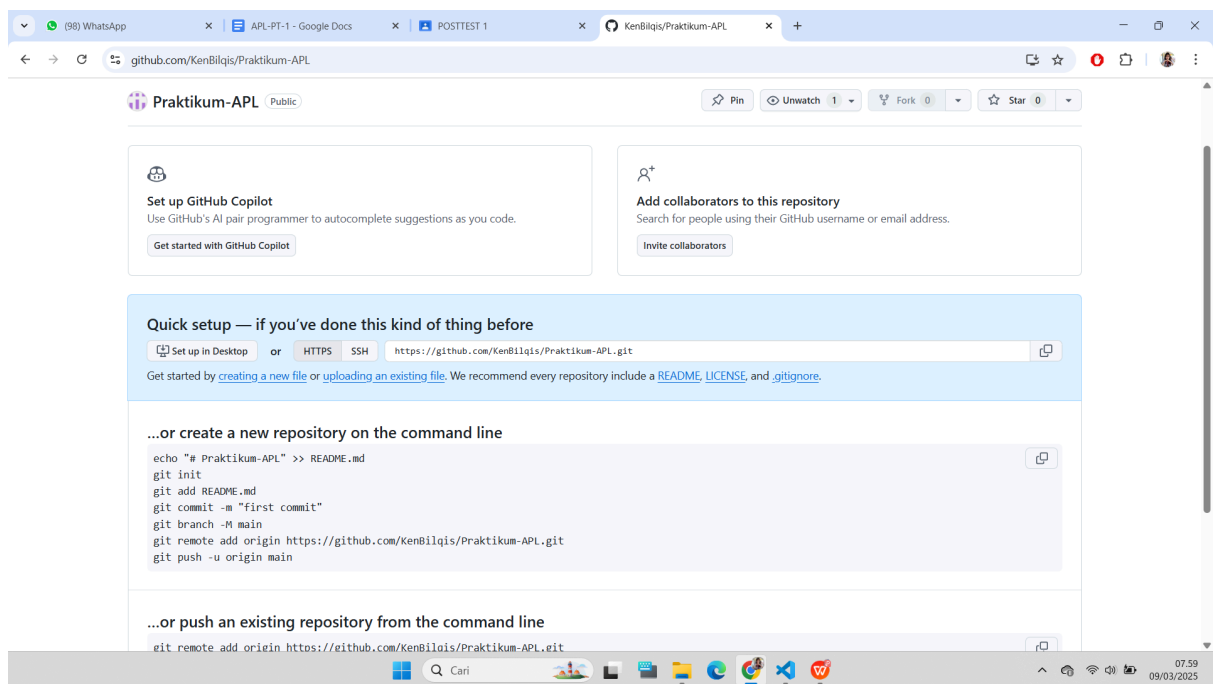 (98) WhatsApp
APL-PT-1 - Google Docs
POSTTEST 1
KenBilqis/Praktikum-APL
github.com/KenBilqis/Praktikum-APL
Praktikum-APL Public
Pin
Unwatch 1
Fork 0
Star 0
Set up GitHub Copilot
Use GitHub's AI pair programmer to autocomplete suggestions as you code.
Get started with GitHub Copilot
Add collaborators to this repository
Search for people using their GitHub username or email address.
Invite collaborators
Quick setup — if you've done this kind of thing before
Set up in Desktop or HTTPS SSH https://github.com/KenBilqis/Praktikum-APL.git
Get started by creating a new file or uploading an existing file. We recommend every repository include a README, LICENSE, and .gitignore.
...or create a new repository on the command line
echo "# Praktikum-APL" >> README.md
git init
git add README.md
git commit -m "first commit"
git branch -M main
git remote add origin https://github.com/KenBilqis/Praktikum-APL.git
git push -u origin main
...or push an existing repository from the command line
git remote add origin https://github.com/KenBilqis/Praktikum-APL.git
Cari
07.59
09/03/2025